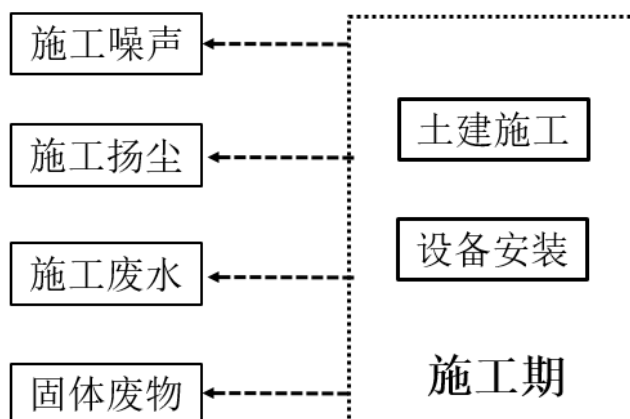 施工噪声
施工扬尘
施工废水
固体废物
土建施工
设备安装
施工期